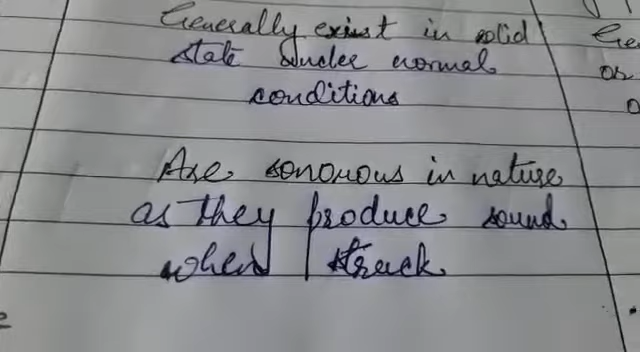 Generally exist in solid
state under normal
conditions
Are sonorous in nature
as they produce sound
when struck